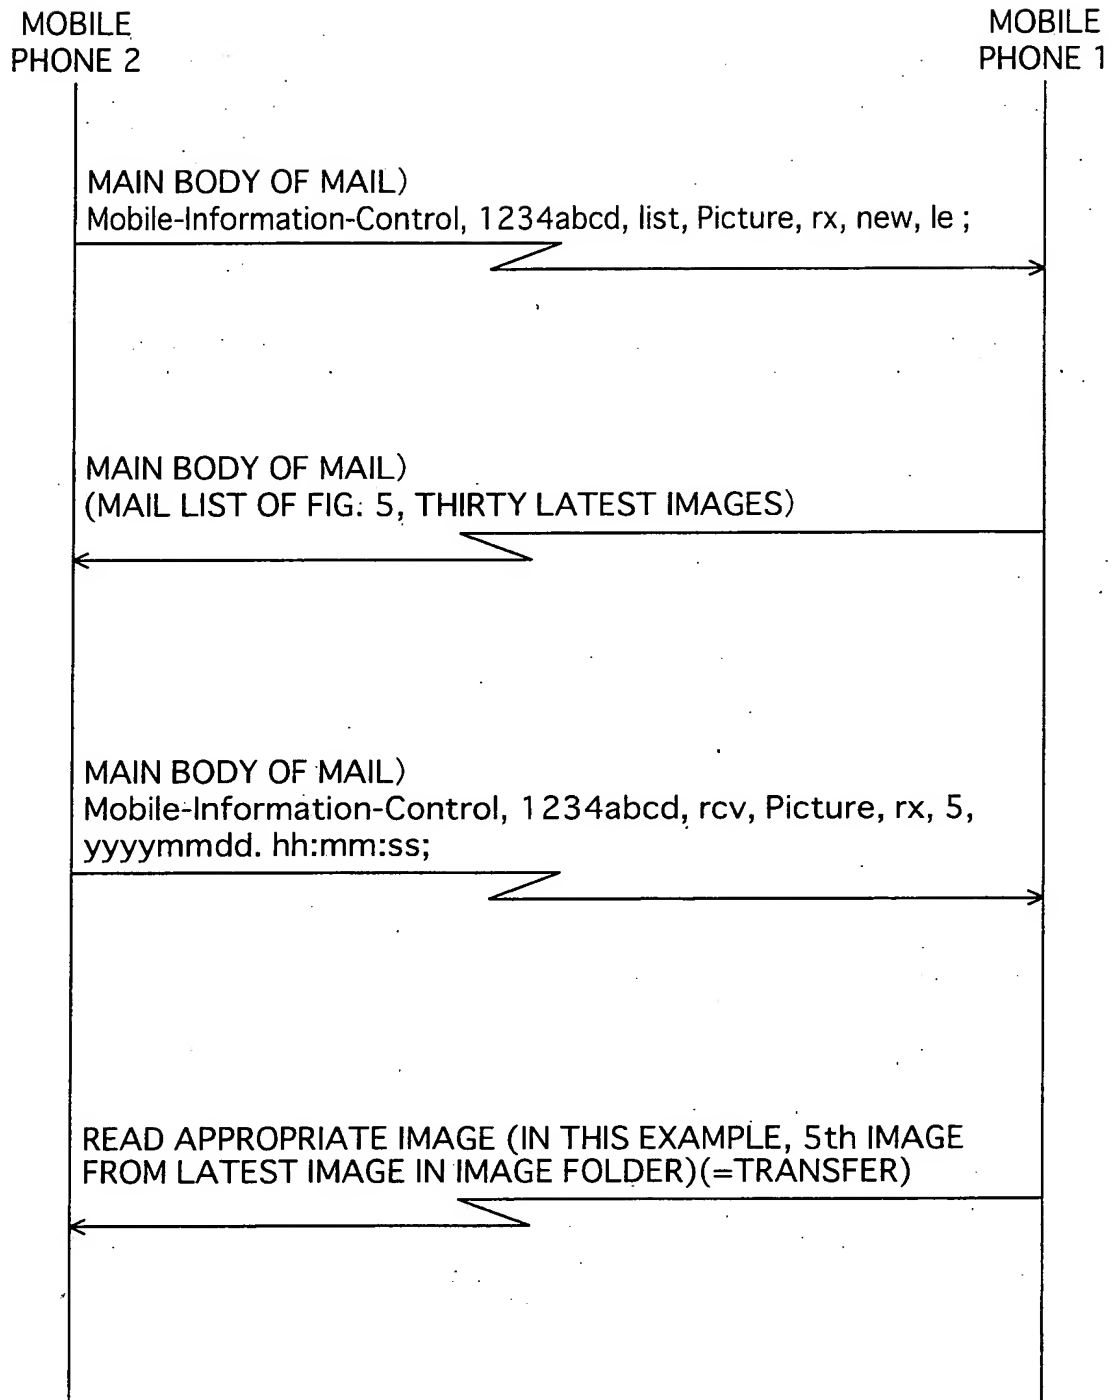 MOBILE
PHONE 2
MOBILE
PHONE 1
MAIN BODY OF MAIL)
Mobile-Information-Control, 1234abcd, list, Picture, rx, new, le ;
MAIN BODY OF MAIL)
(MAIL LIST OF FIG. 5, THIRTY LATEST IMAGES)
MAIN BODY OF MAIL)
Mobile-Information-Control, 1234abcd, rcv, Picture, rx, 5,
yyyymmdd. hh:mm:ss;
READ APPROPRIATE IMAGE (IN THIS EXAMPLE, 5th IMAGE
FROM LATEST IMAGE IN IMAGE FOLDER)(=TRANSFER)